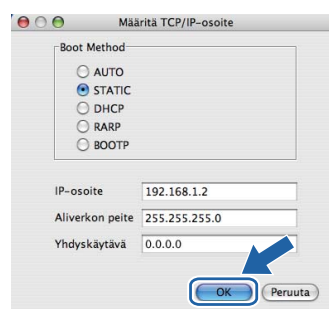 Määritä TCP/IP-osoite
Boot Method
AUTO
STATIC
DHCP
RARP
BOOTP
IP-osoite 192.168.1.2
Aliverkon peite 255.255.255.0
Yhdyskäytävä 0.0.0.0
OK Peruuta